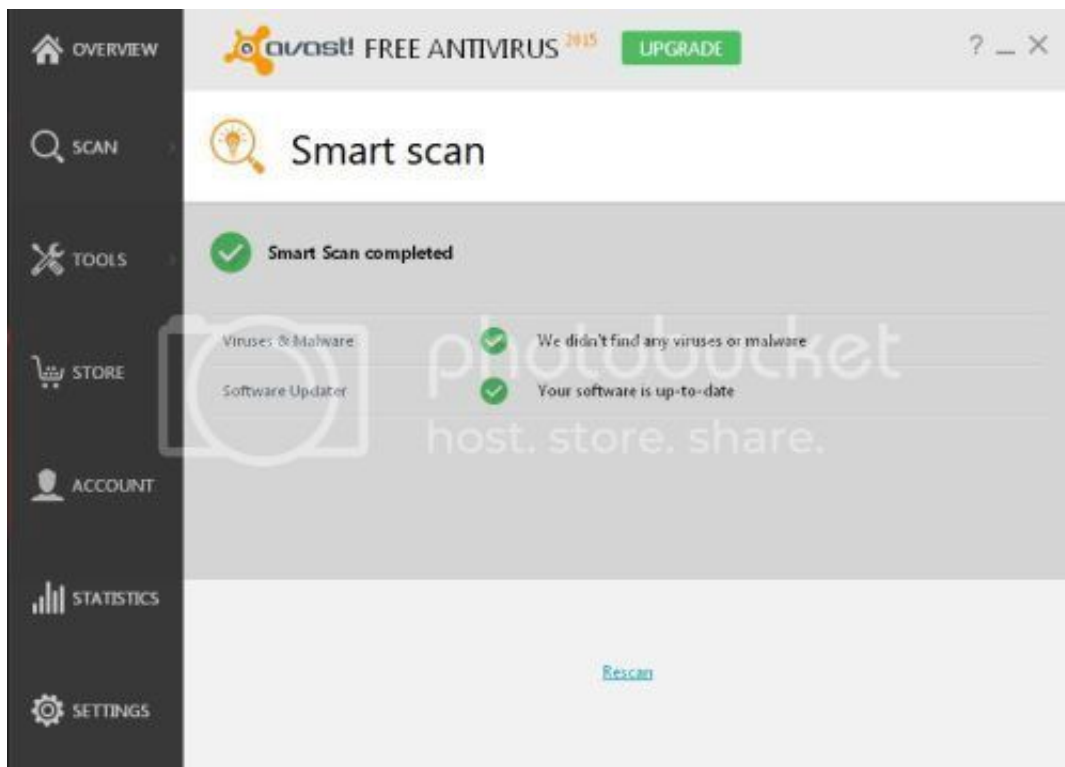 OVERVIEW
avast! FREE ANTIVIRUS 2015
UPGRADE
? _ X
SCAN
Smart scan
TOOLS
Smart Scan completed
Viruses & Malware
We didn't find any viruses or malware
STORE
Software Updater
Your software is up-to-date
photobucket
host. store. share.
ACCOUNT
STATISTICS
Rescan
SETTINGS